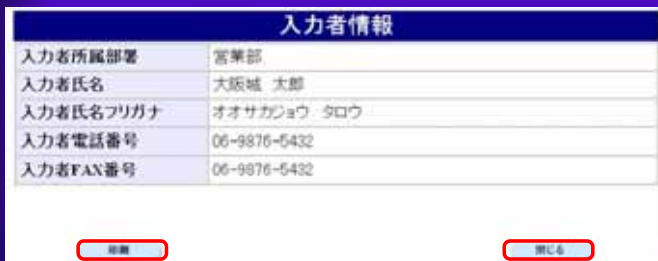 入力者情報
入力者所属部署 営業部
入力者氏名 大阪城 太郎
入力者氏名フリガナ オオサカジョウ タロウ
入力者電話番号 06-9876-5432
入力者FAX番号 06-9876-5432
印刷 閉じる